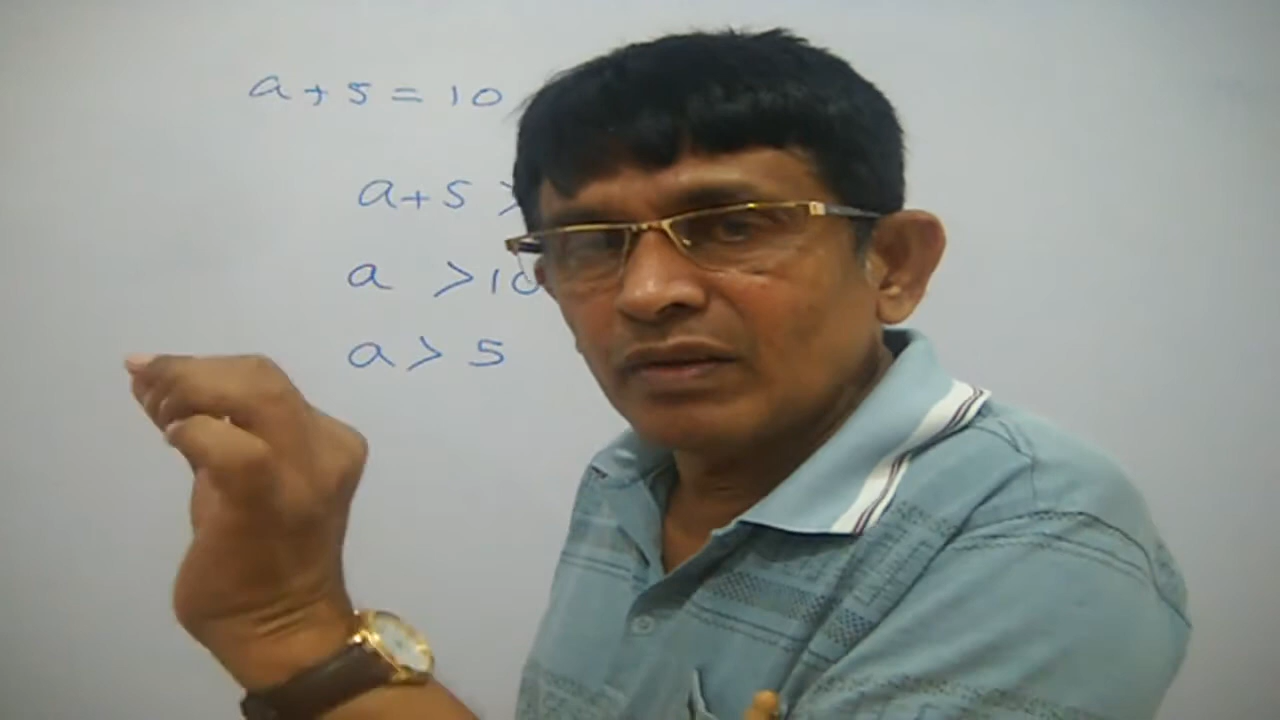 a + 5 = 10
a + 5 >
a > 10
a > 5